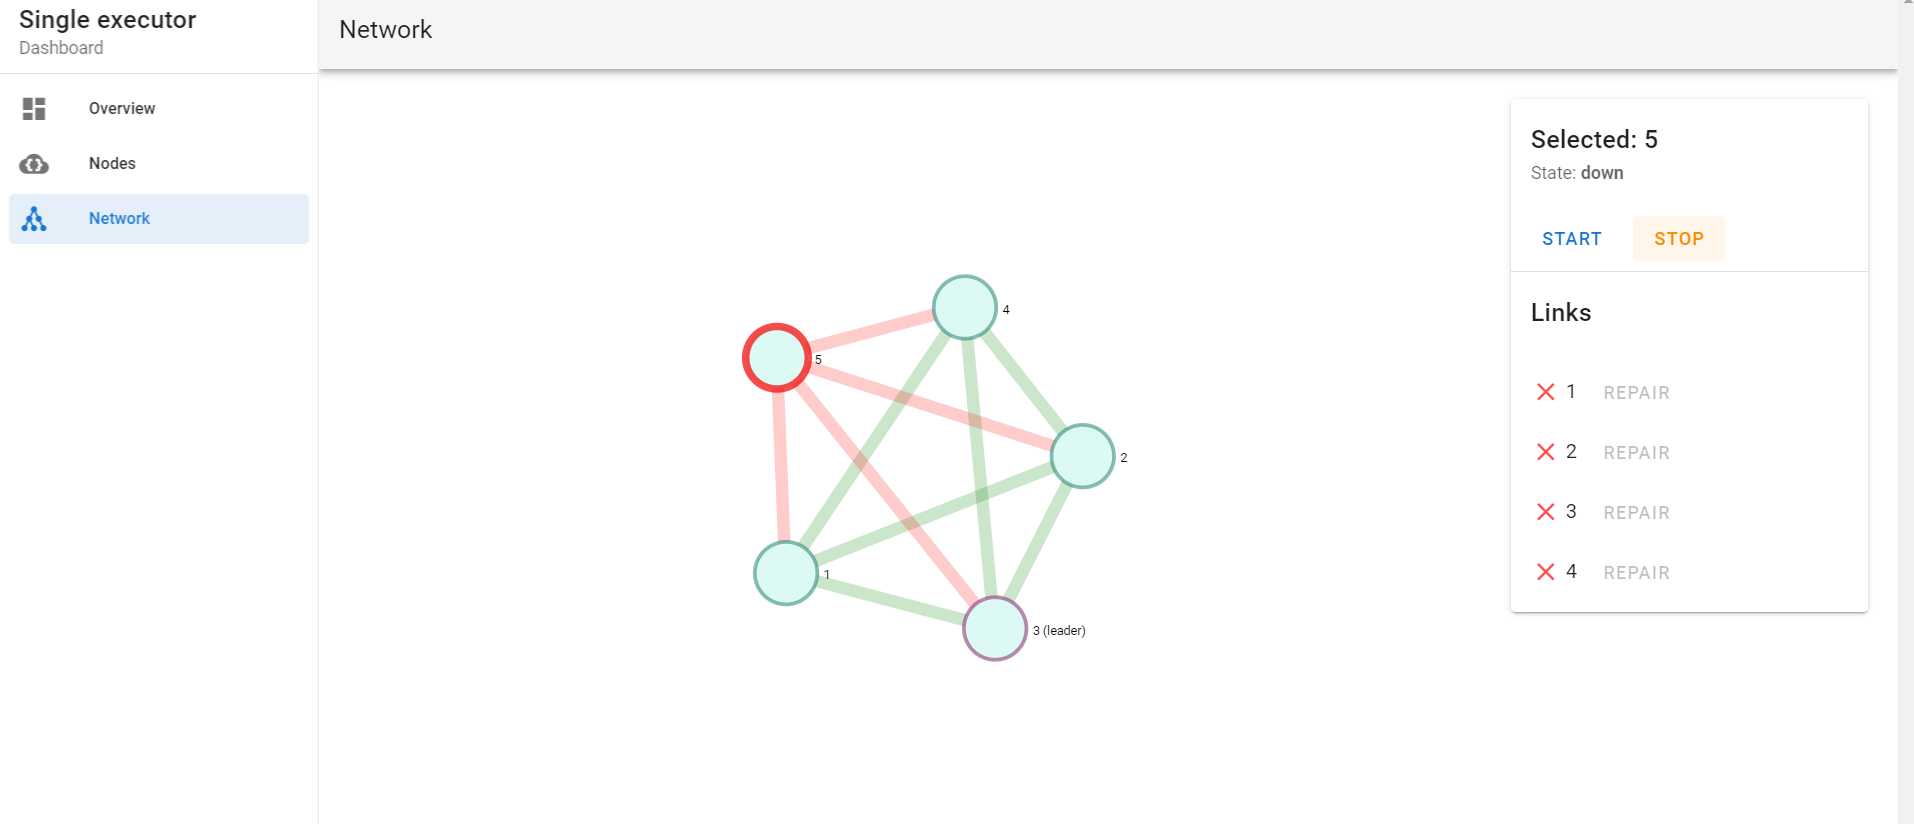 Single executor
Dashboard
Overview
Nodes
Network
Network
4
5
2
1
3 (leader)
Selected: 5
State: down
START STOP
Links
1 REPAIR
2 REPAIR
3 REPAIR
4 REPAIR